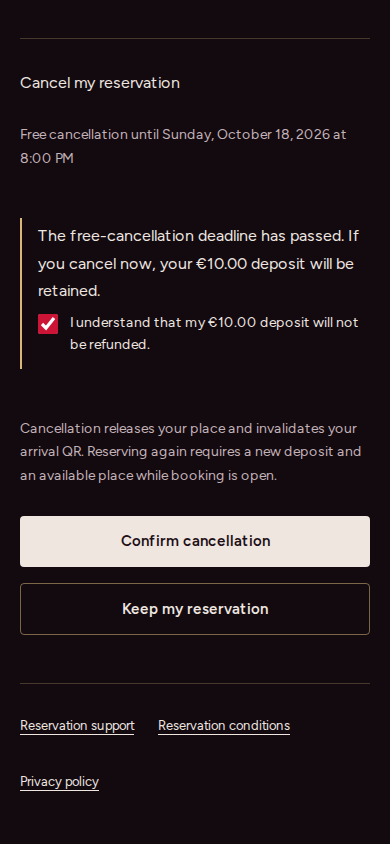 Cancel my reservation
Free cancellation until Sunday, October 18, 2026 at
8:00 PM
The free-cancellation deadline has passed. If
you cancel now, your €10.00 deposit will be
retained.
I understand that my €10.00 deposit will not
be refunded.
Cancellation releases your place and invalidates your
arrival QR. Reserving again requires a new deposit and
an available place while booking is open.
Confirm cancellation
Keep my reservation
Reservation support Reservation conditions
Privacy policy